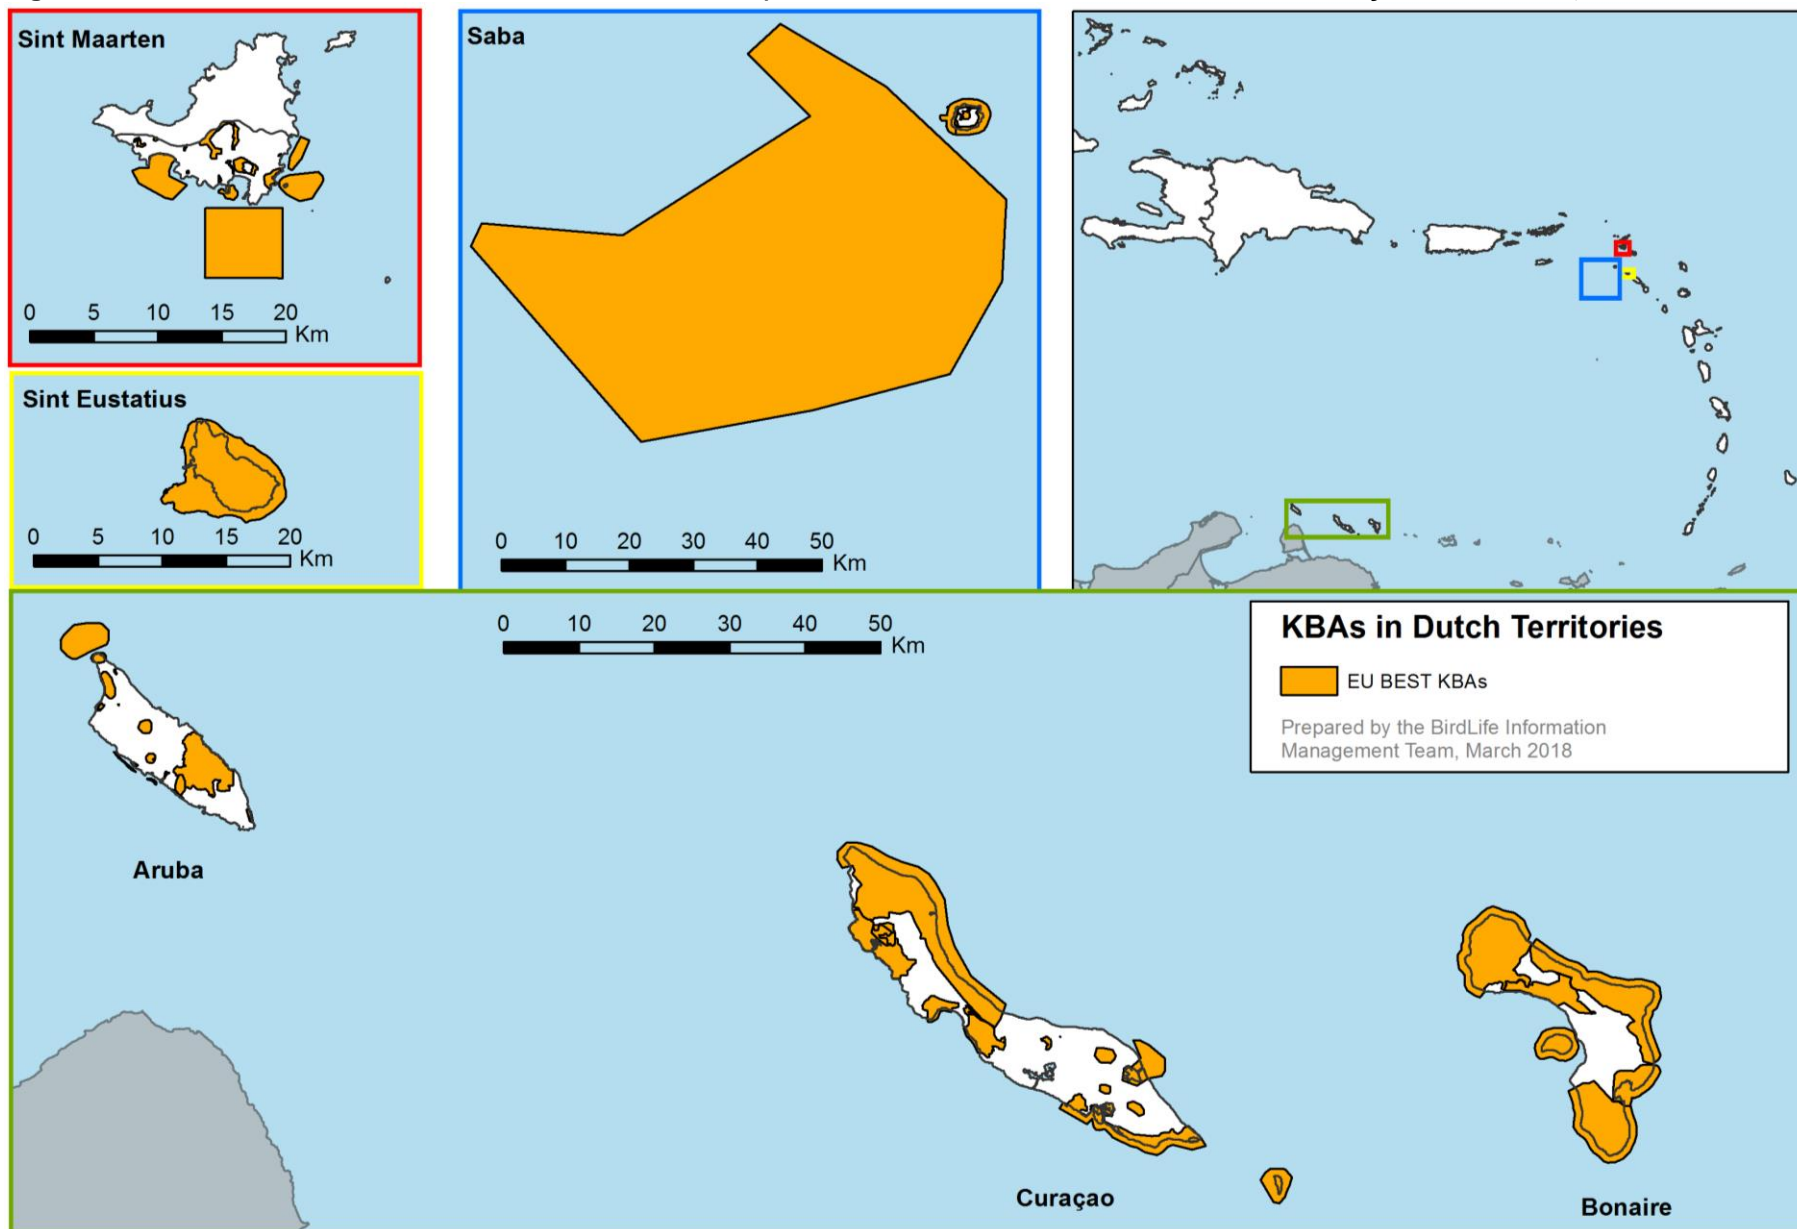 Sint Maarten
0 5 10 15 20
Km
Saba
Sint Eustatius
0 5 10 15 20
Km
0 10 20 30 40 50
Km
0 10 20 30 40 50
Km
KBAs in Dutch Territories
EU BEST KBAs
Prepared by the BirdLife Information
Management Team, March 2018
Aruba
Curaçao
Bonaire